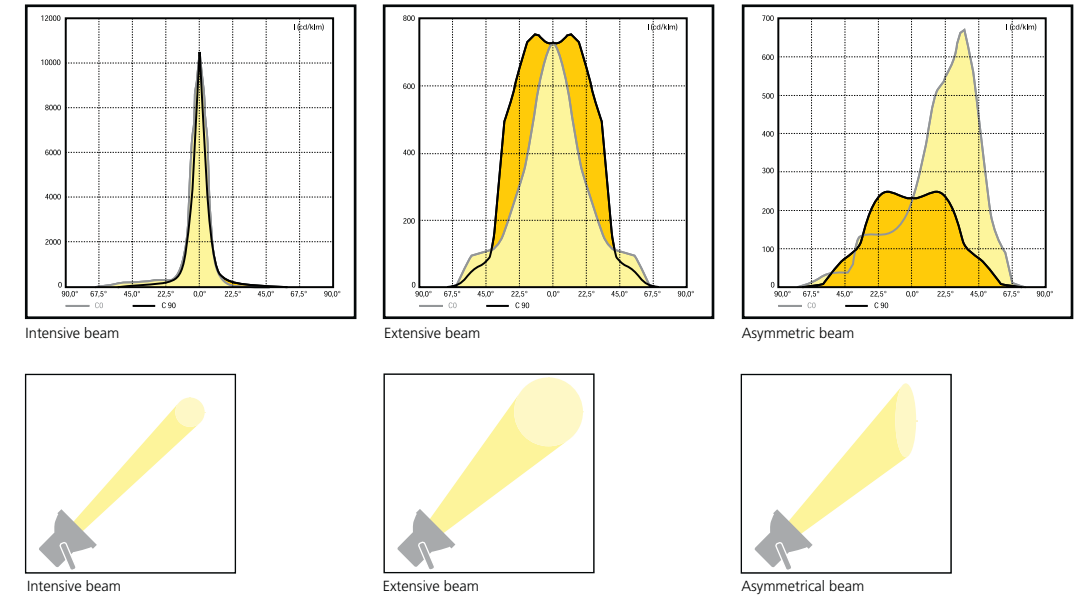 12000
I (cd/klm)
10000
8000
6000
4000
2000
0
90,0° 67,5° 45,0° 22,5° 0,0° 22,5° 45,0° 67,5° 90,0°
C0 C 90
Intensive beam
800
I (cd/klm)
600
400
200
0
90,0° 67,5° 45,0° 22,5° 0,0° 22,5° 45,0° 67,5° 90,0°
C0 C 90
Extensive beam
700
I (cd/klm)
600
500
400
300
200
100
0
90,0° 67,5° 45,0° 22,5° 0,0° 22,5° 45,0° 67,5° 90,0°
C0 C 90
Asymmetric beam
Intensive beam
Extensive beam
Asymmetrical beam